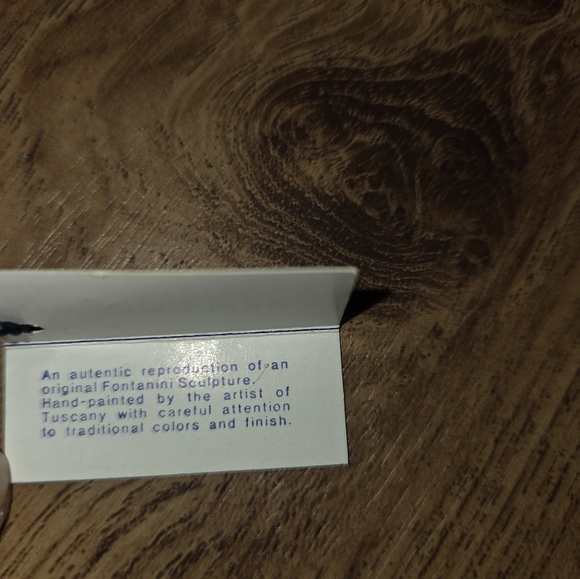 An autentic reproduction of an
original Fontanini Sculpture.
Hand-painted by the artist of
Tuscany with careful attention
to traditional colors and finish.